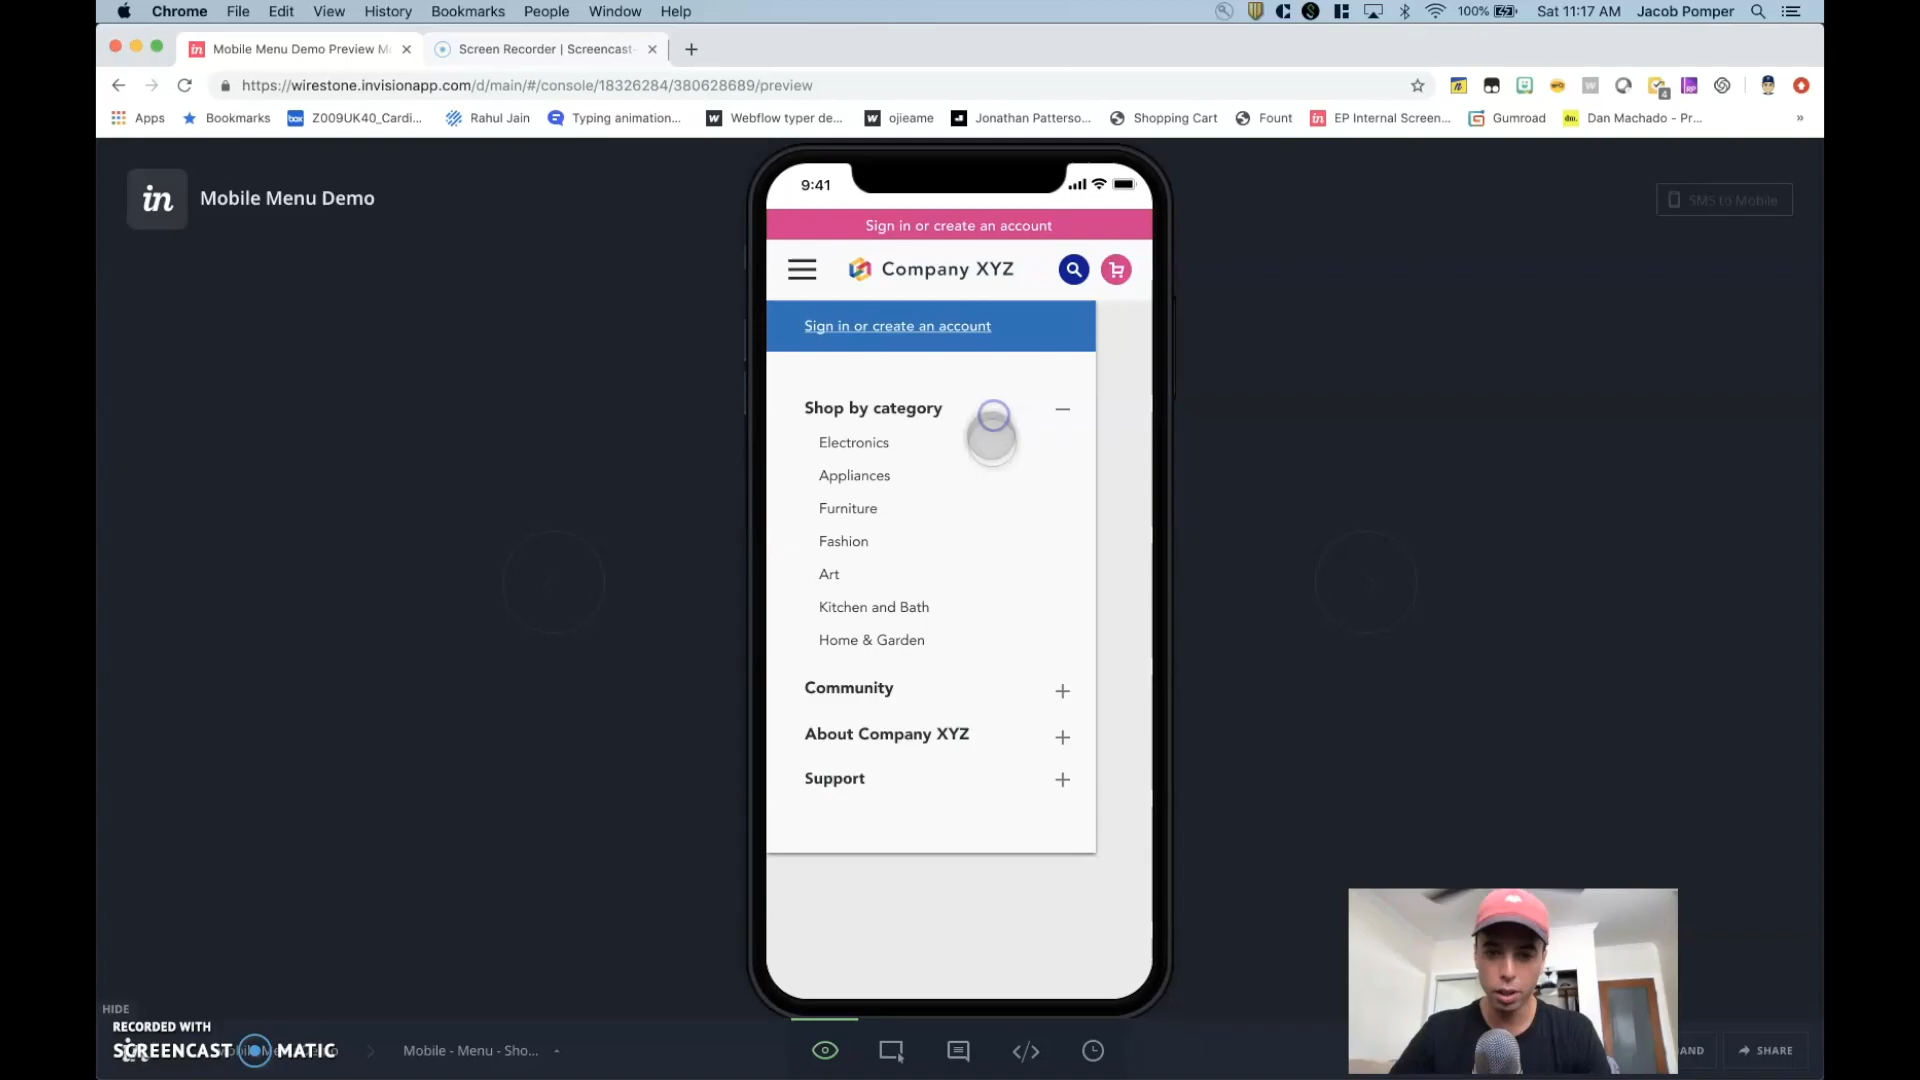 Chrome File Edit View History Bookmarks People Window Help 100% Sat 11:17 AM Jacob Pomper
in Mobile Menu Demo Preview Mo Screen Recorder | Screencast-
https://wirestone.invisionapp.com/d/main/#/console/18326284/380628689/preview
Apps Bookmarks box Z009UK40_Cardi... Rahul Jain Typing animation... W Webflow typer de... W ojieame Jonathan Patterso... Shopping Cart Fount in EP Internal Screen... Gumroad dm. Dan Machado - Pr... »
in Mobile Menu Demo
SMS to Mobile
9:41
Sign in or create an account
Company XYZ
Sign in or create an account
Shop by category
Electronics
Appliances
Furniture
Fashion
Art
Kitchen and Bath
Home & Garden
Community
About Company XYZ
Support
HIDE
RECORDED WITH
SCREENCAST MATIC
Mobile - Menu - Sho...
SHARE